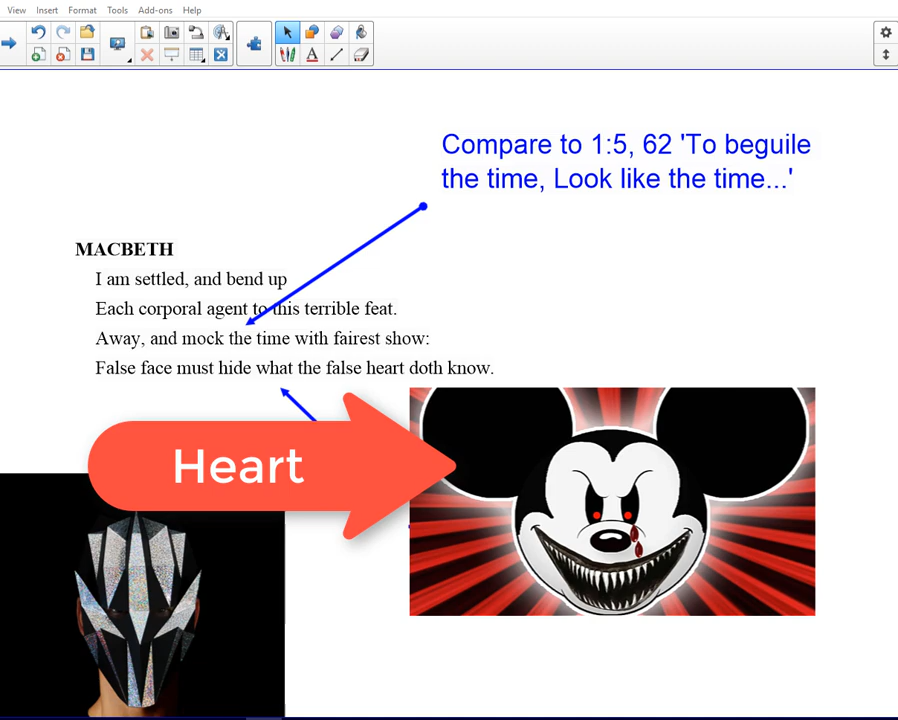 View Insert Format Tools Add-ons Help
Compare to 1:5, 62 'To beguile
the time, Look like the time...'
MACBETH
I am settled, and bend up
Each corporal agent to this terrible feat.
Away, and mock the time with fairest show:
False face must hide what the false heart doth know.
Heart